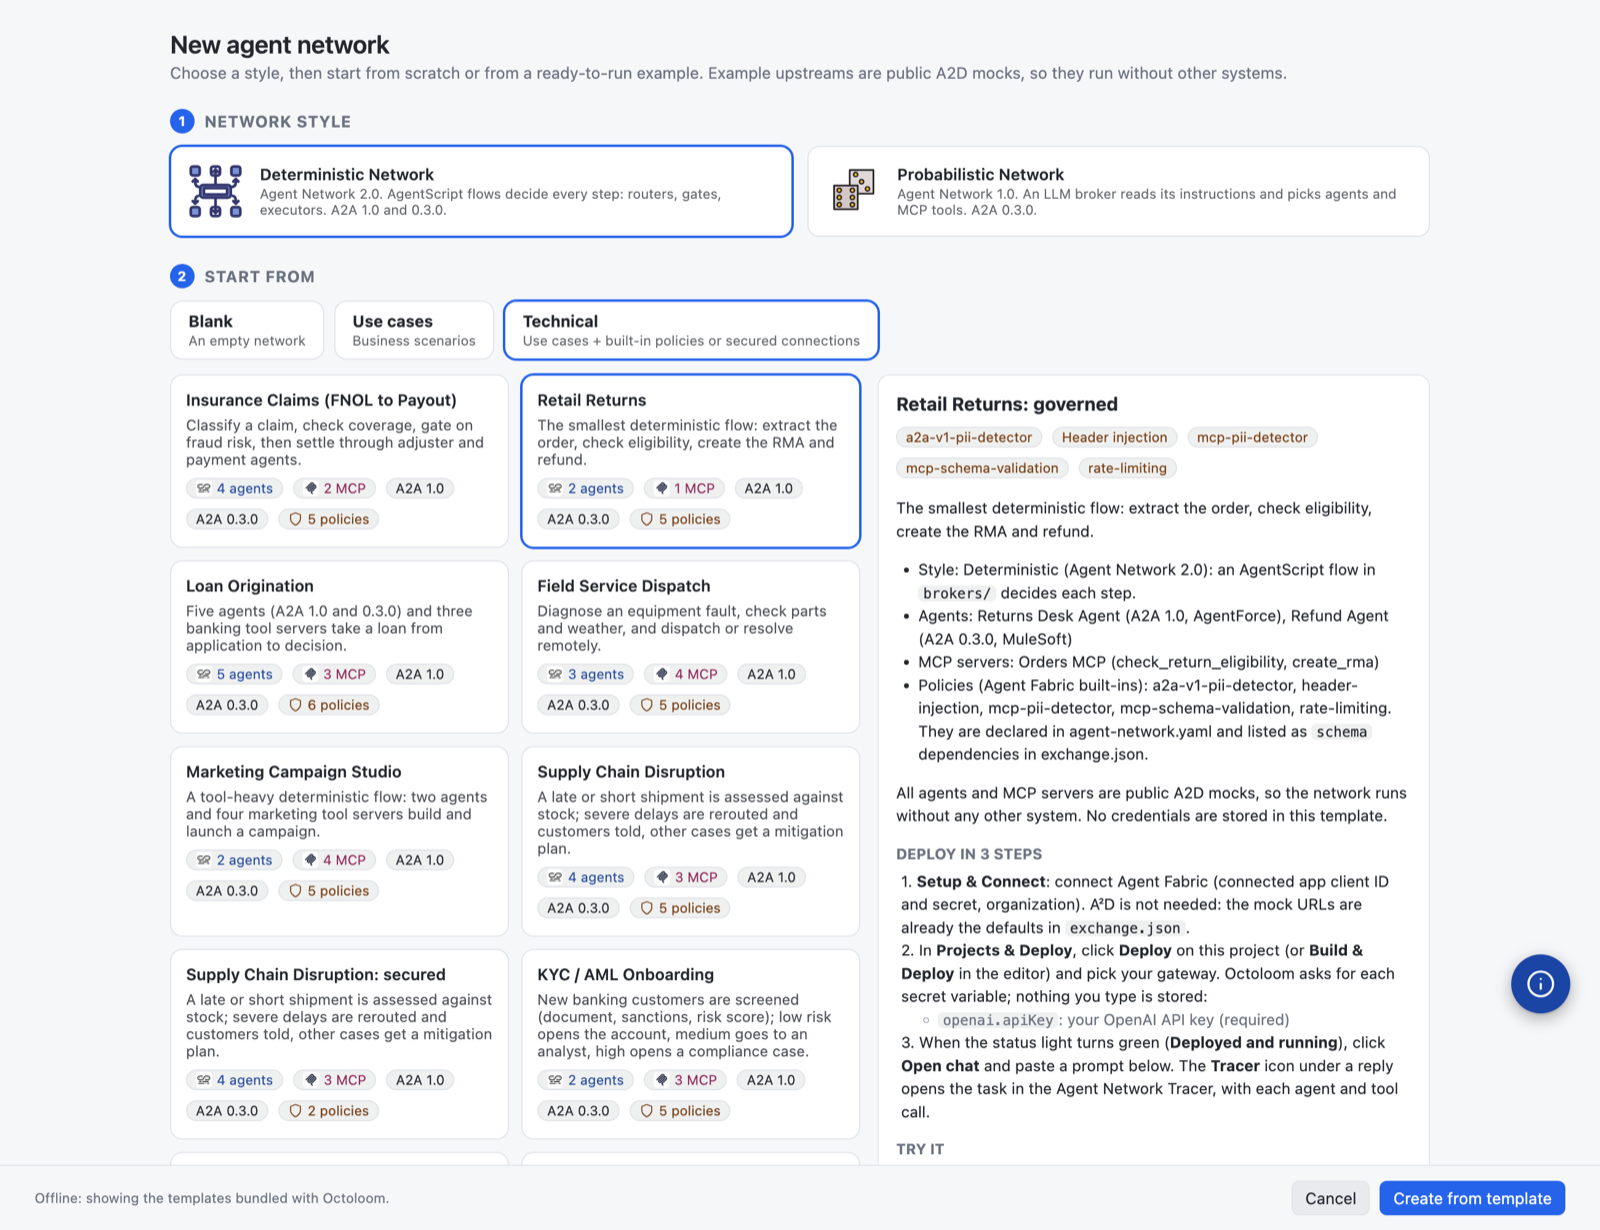 New agent network
Choose a style, then start from scratch or from a ready-to-run example. Example upstreams are public A2D mocks, so they run without other systems.
1 NETWORK STYLE
Deterministic Network
Agent Network 2.0. AgentScript flows decide every step: routers, gates,
executors. A2A 1.0 and 0.3.0.
Probabilistic Network
Agent Network 1.0. An LLM broker reads its instructions and picks agents and
MCP tools. A2A 0.3.0.
2 START FROM
Blank
An empty network
Use cases
Business scenarios
Technical
Use cases + built-in policies or secured connections
Insurance Claims (FNOL to Payout)
Classify a claim, check coverage, gate on
fraud risk, then settle through adjuster and
payment agents.
4 agents 2 MCP A2A 1.0
A2A 0.3.0 5 policies
Retail Returns
The smallest deterministic flow: extract the
order, check eligibility, create the RMA and
refund.
2 agents 1 MCP A2A 1.0
A2A 0.3.0 5 policies
Loan Origination
Five agents (A2A 1.0 and 0.3.0) and three
banking tool servers take a loan from
application to decision.
5 agents 3 MCP A2A 1.0
A2A 0.3.0 6 policies
Field Service Dispatch
Diagnose an equipment fault, check parts
and weather, and dispatch or resolve
remotely.
3 agents 4 MCP A2A 1.0
A2A 0.3.0 5 policies
Marketing Campaign Studio
A tool-heavy deterministic flow: two agents
and four marketing tool servers build and
launch a campaign.
2 agents 4 MCP A2A 1.0
A2A 0.3.0 5 policies
Supply Chain Disruption
A late or short shipment is assessed against
stock; severe delays are rerouted and
customers told, other cases get a mitigation
plan.
4 agents 3 MCP A2A 1.0
A2A 0.3.0 5 policies
Supply Chain Disruption: secured
A late or short shipment is assessed against
stock; severe delays are rerouted and
customers told, other cases get a mitigation
plan.
4 agents 3 MCP A2A 1.0
A2A 0.3.0 2 policies
KYC / AML Onboarding
New banking customers are screened
(document, sanctions, risk score); low risk
opens the account, medium goes to an
analyst, high opens a compliance case.
2 agents 3 MCP A2A 1.0
A2A 0.3.0 5 policies
Retail Returns: governed
a2a-v1-pii-detector Header injection mcp-pii-detector
mcp-schema-validation rate-limiting
The smallest deterministic flow: extract the order, check eligibility,
create the RMA and refund.
• Style: Deterministic (Agent Network 2.0): an AgentScript flow in
brokers/ decides each step.
• Agents: Returns Desk Agent (A2A 1.0, AgentForce), Refund Agent
(A2A 0.3.0, MuleSoft)
• MCP servers: Orders MCP (check_return_eligibility, create_rma)
• Policies (Agent Fabric built-ins): a2a-v1-pii-detector, header-
injection, mcp-pii-detector, mcp-schema-validation, rate-limiting.
They are declared in agent-network.yaml and listed as schema
dependencies in exchange.json.
All agents and MCP servers are public A2D mocks, so the network runs
without any other system. No credentials are stored in this template.
DEPLOY IN 3 STEPS
1. Setup & Connect: connect Agent Fabric (connected app client ID
and secret, organization). A²D is not needed: the mock URLs are
already the defaults in exchange.json.
2. In Projects & Deploy, click Deploy on this project (or Build &
Deploy in the editor) and pick your gateway. Octoloom asks for each
secret variable; nothing you type is stored:
◦ openai.apiKey: your OpenAI API key (required)
3. When the status light turns green (Deployed and running), click
Open chat and paste a prompt below. The Tracer icon under a reply
opens the task in the Agent Network Tracer, with each agent and tool
call.
TRY IT
Offline: showing the templates bundled with Octoloom.
Cancel
Create from template